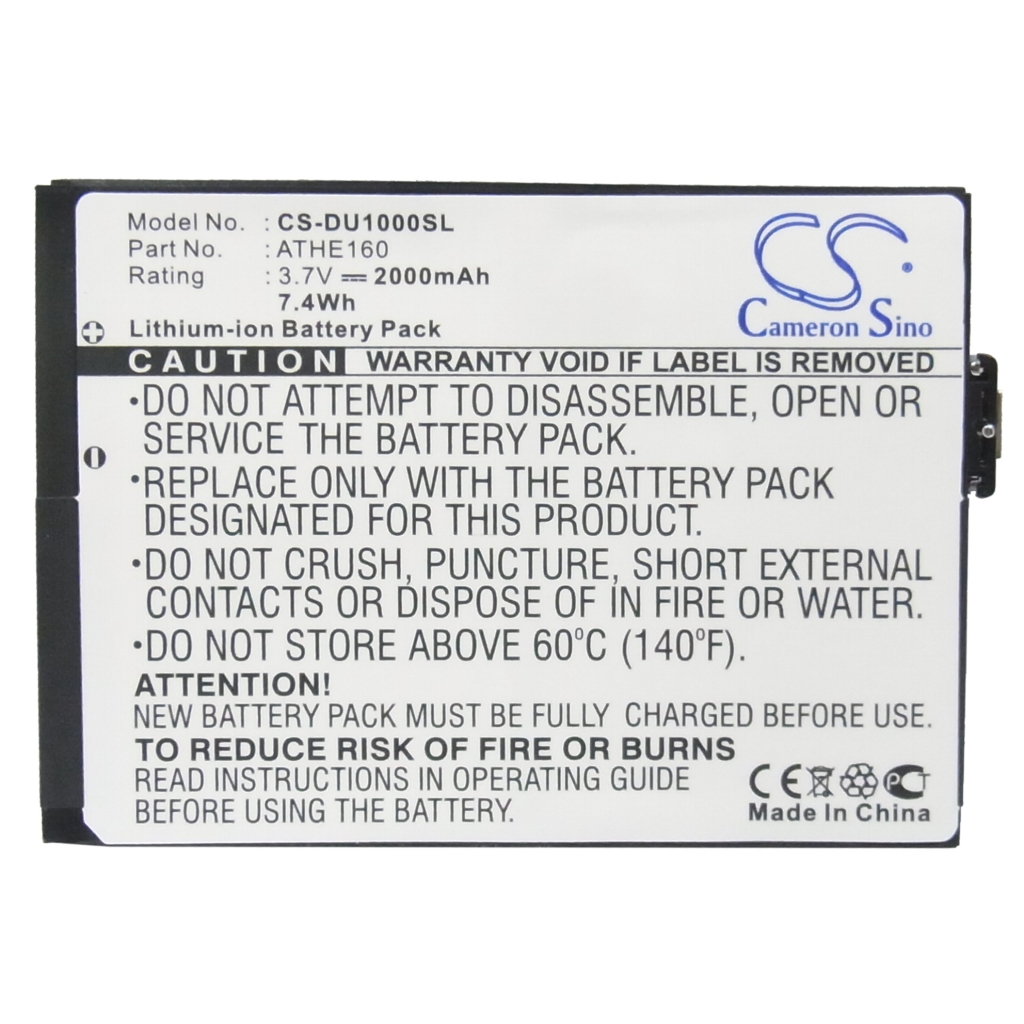 Model No. : CS-DU1000SL
Part No. : ATHE160
Rating : 3.7V 2000mAh
7.4Wh
Lithium-ion Battery Pack
CS
Cameron Sino
CAUTION WARRANTY VOID IF LABEL IS REMOVED
•DO NOT ATTEMPT TO DISASSEMBLE, OPEN OR
SERVICE THE BATTERY PACK.
•REPLACE ONLY WITH THE BATTERY PACK
DESIGNATED FOR THIS PRODUCT.
•DO NOT CRUSH, PUNCTURE, SHORT EXTERNAL
CONTACTS OR DISPOSE OF IN FIRE OR WATER.
•DO NOT STORE ABOVE 60°C (140°F).
ATTENTION!
NEW BATTERY PACK MUST BE FULLY CHARGED BEFORE USE.
TO REDUCE RISK OF FIRE OR BURNS
READ INSTRUCTIONS IN OPERATING GUIDE
BEFORE USING THE BATTERY.
CE PCT
Made In China